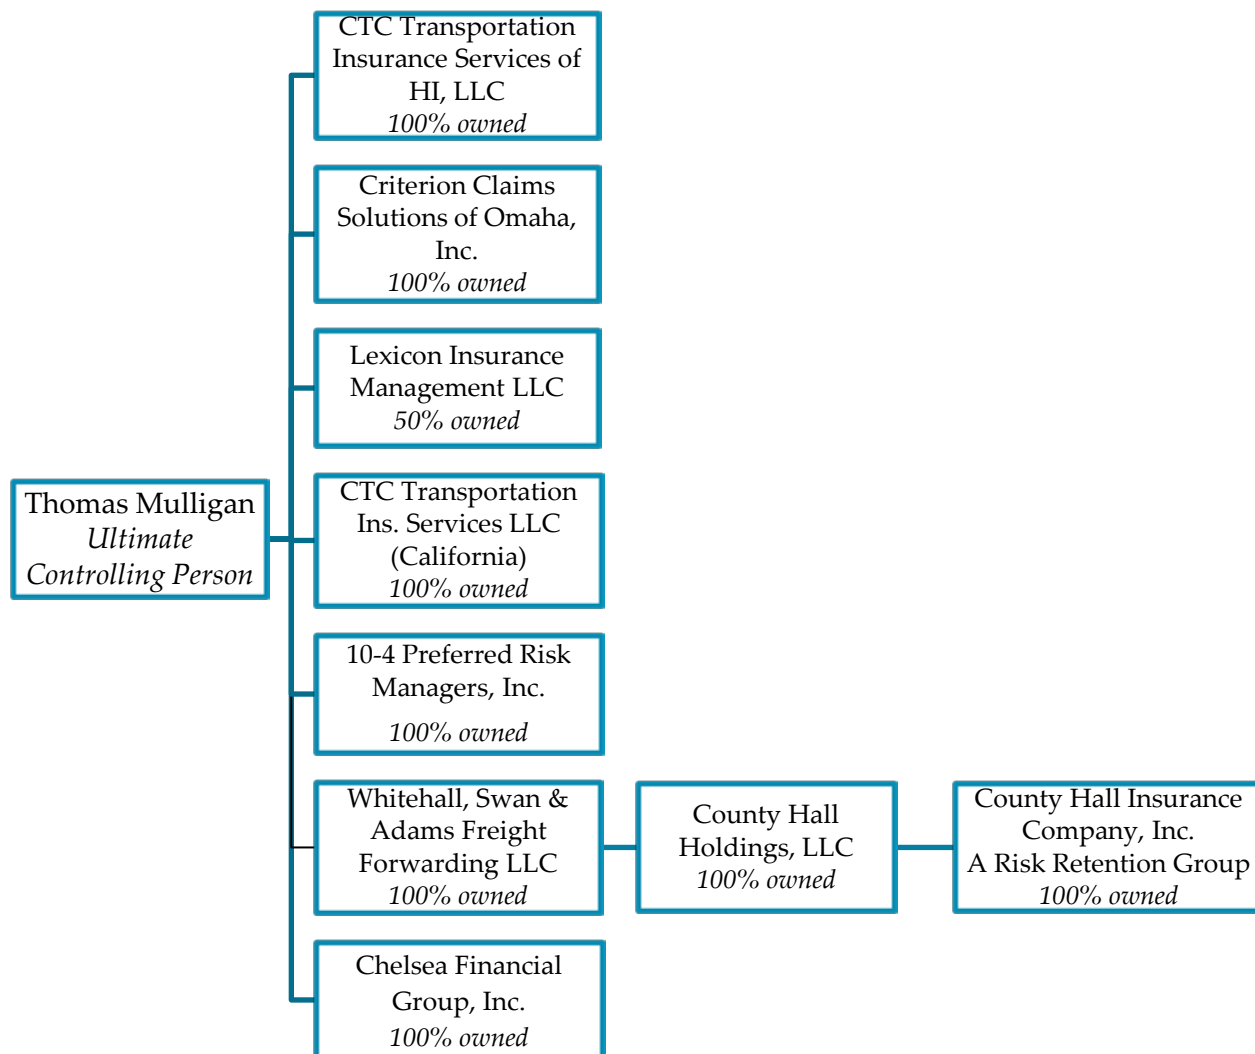 CTC Transportation
Insurance Services of
HI, LLC
100% owned
Criterion Claims
Solutions of Omaha,
Inc.
100% owned
Lexicon Insurance
Management LLC
50% owned
Thomas Mulligan
Ultimate
Controlling Person
CTC Transportation
Ins. Services LLC
(California)
100% owned
10-4 Preferred Risk
Managers, Inc.
100% owned
Whitehall, Swan &
Adams Freight
Forwarding LLC
100% owned
County Hall
Holdings, LLC
100% owned
County Hall Insurance
Company, Inc.
A Risk Retention Group
100% owned
Chelsea Financial
Group, Inc.
100% owned